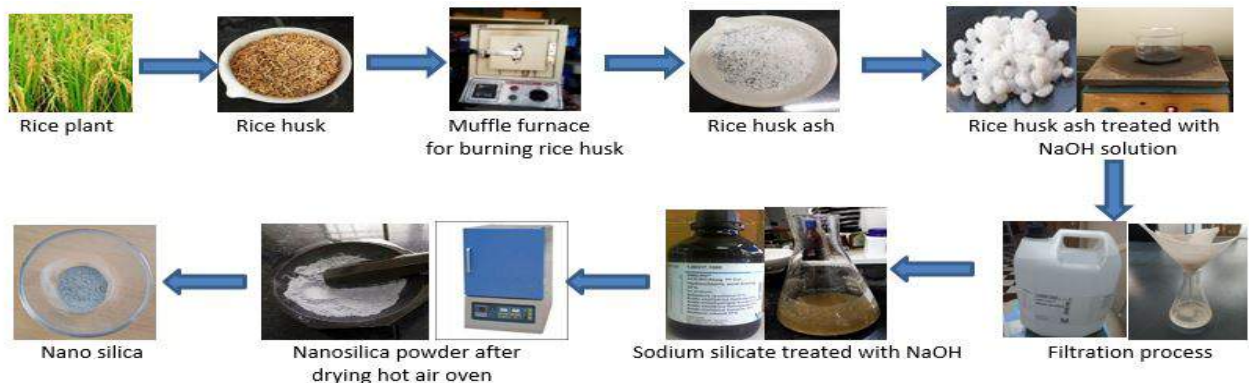 Rice plant
Rice husk
Muffle furnace
for burning rice husk
Rice husk ash
Rice husk ash treated with
NaOH solution
Nano silica
Nanosilica powder after
drying hot air oven
Sodium silicate treated with NaOH
Filtration process